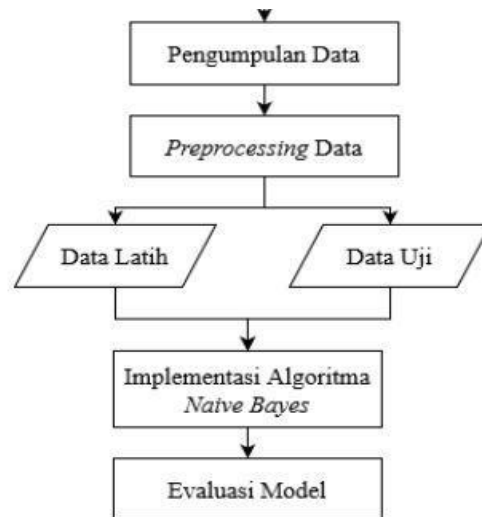 Pengumpulan Data
Preprocessing Data
Data Latih
Data Uji
Implementasi Algoritma
Naive Bayes
Evaluasi Model